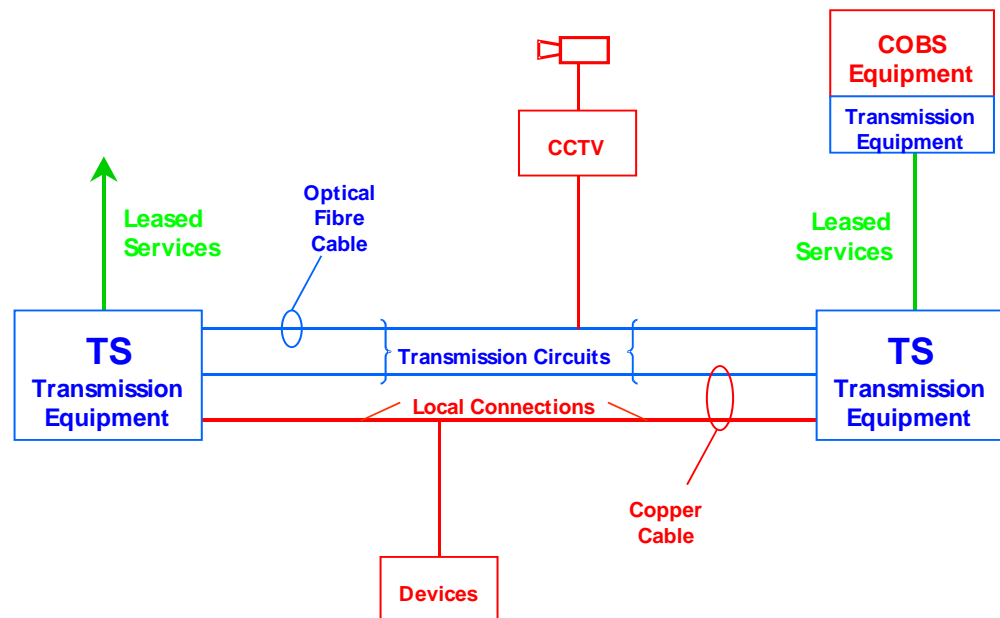 COBS
Equipment
Transmission
Equipment
CCTV
Optical
Fibre
Cable
Leased
Services
Leased
Services
TS
Transmission
Equipment
Transmission Circuits
TS
Transmission
Equipment
Local Connections
Copper
Cable
Devices